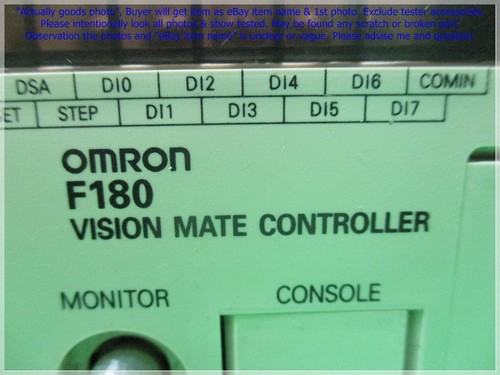 "Actually goods photo", Buyer will get item as eBay item name & 1st photo. Exclude tester accessories.
Please intentionally look all photos & show tested. May be found any scratch or broken part.
Observation the photos and "eBay item name" is unclear or vague, Please advise me and question.
DSA DI0 DI2 DI4 DI6 COMIN
ET STEP DI1 DI3 DI5 DI7
OMRON
F180
VISION MATE CONTROLLER
MONITOR CONSOLE